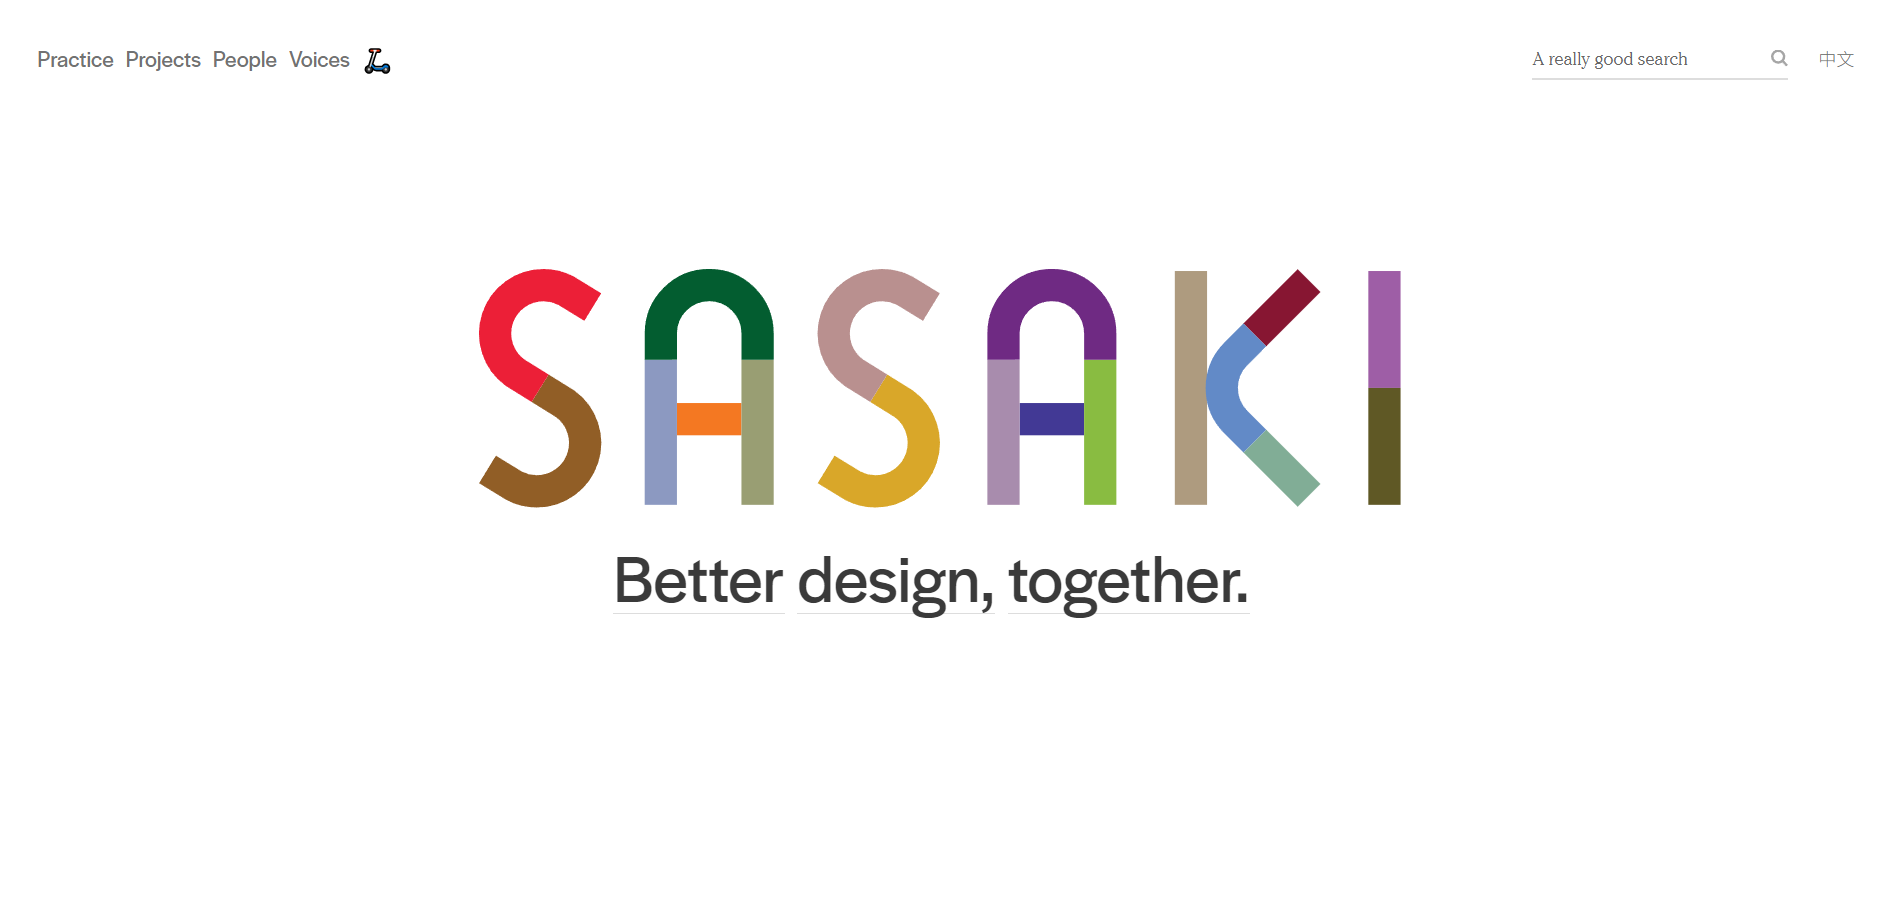 Practice Projects People Voices
A really good search
中文
SASAKI
Better design, together.